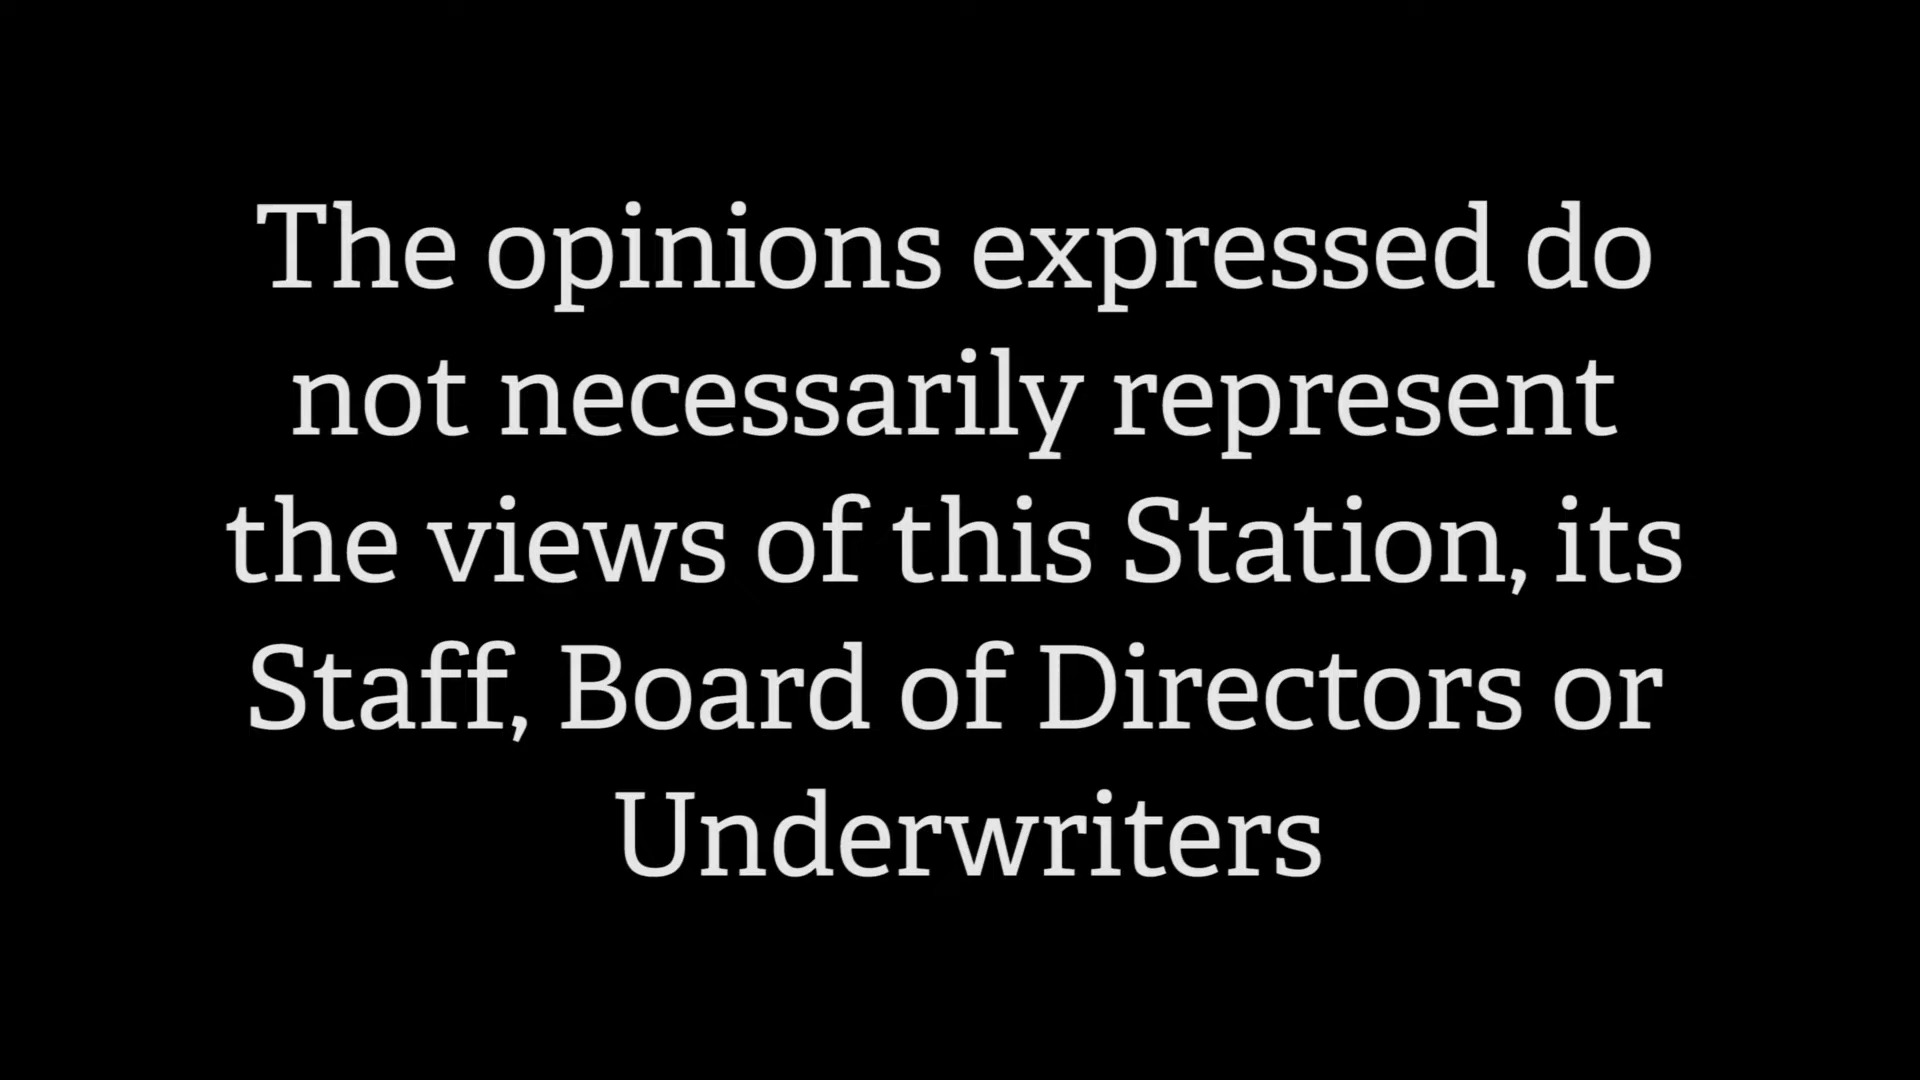 The opinions expressed do
not necessarily represent
the views of this Station, its
Staff, Board of Directors or
Underwriters